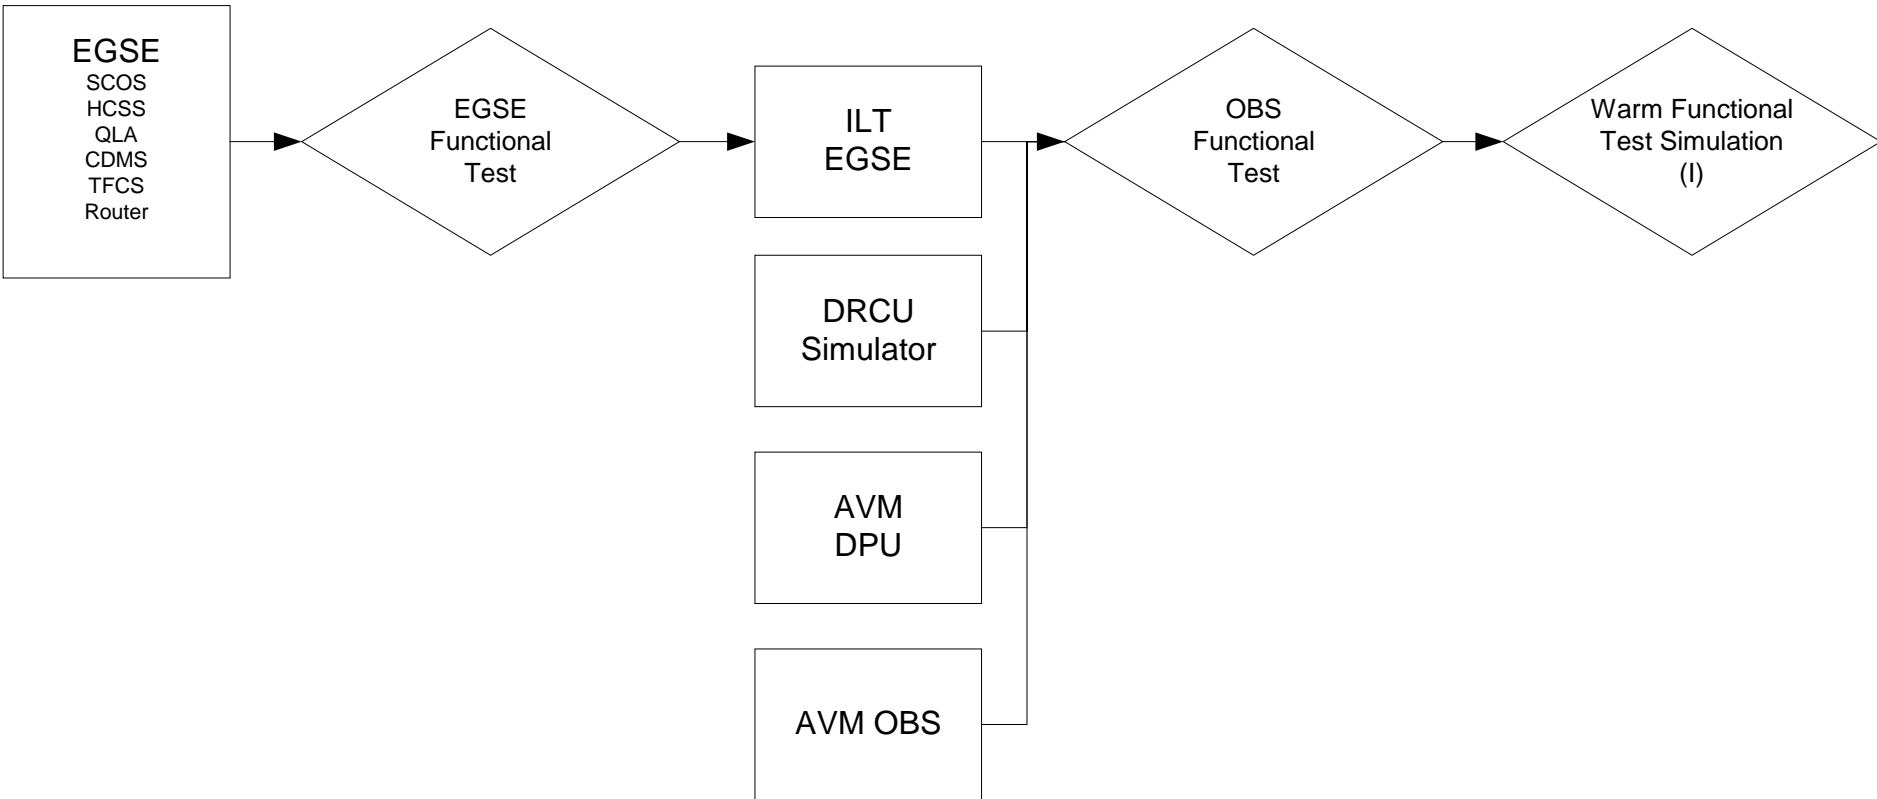 EGSE
SCOS
HCSS
QLA
CDMS
TFCS
Router
EGSE
Functional
Test
ILT
EGSE
DRCU
Simulator
AVM
DPU
AVM OBS
OBS
Functional
Test
Warm Functional
Test Simulation
(I)